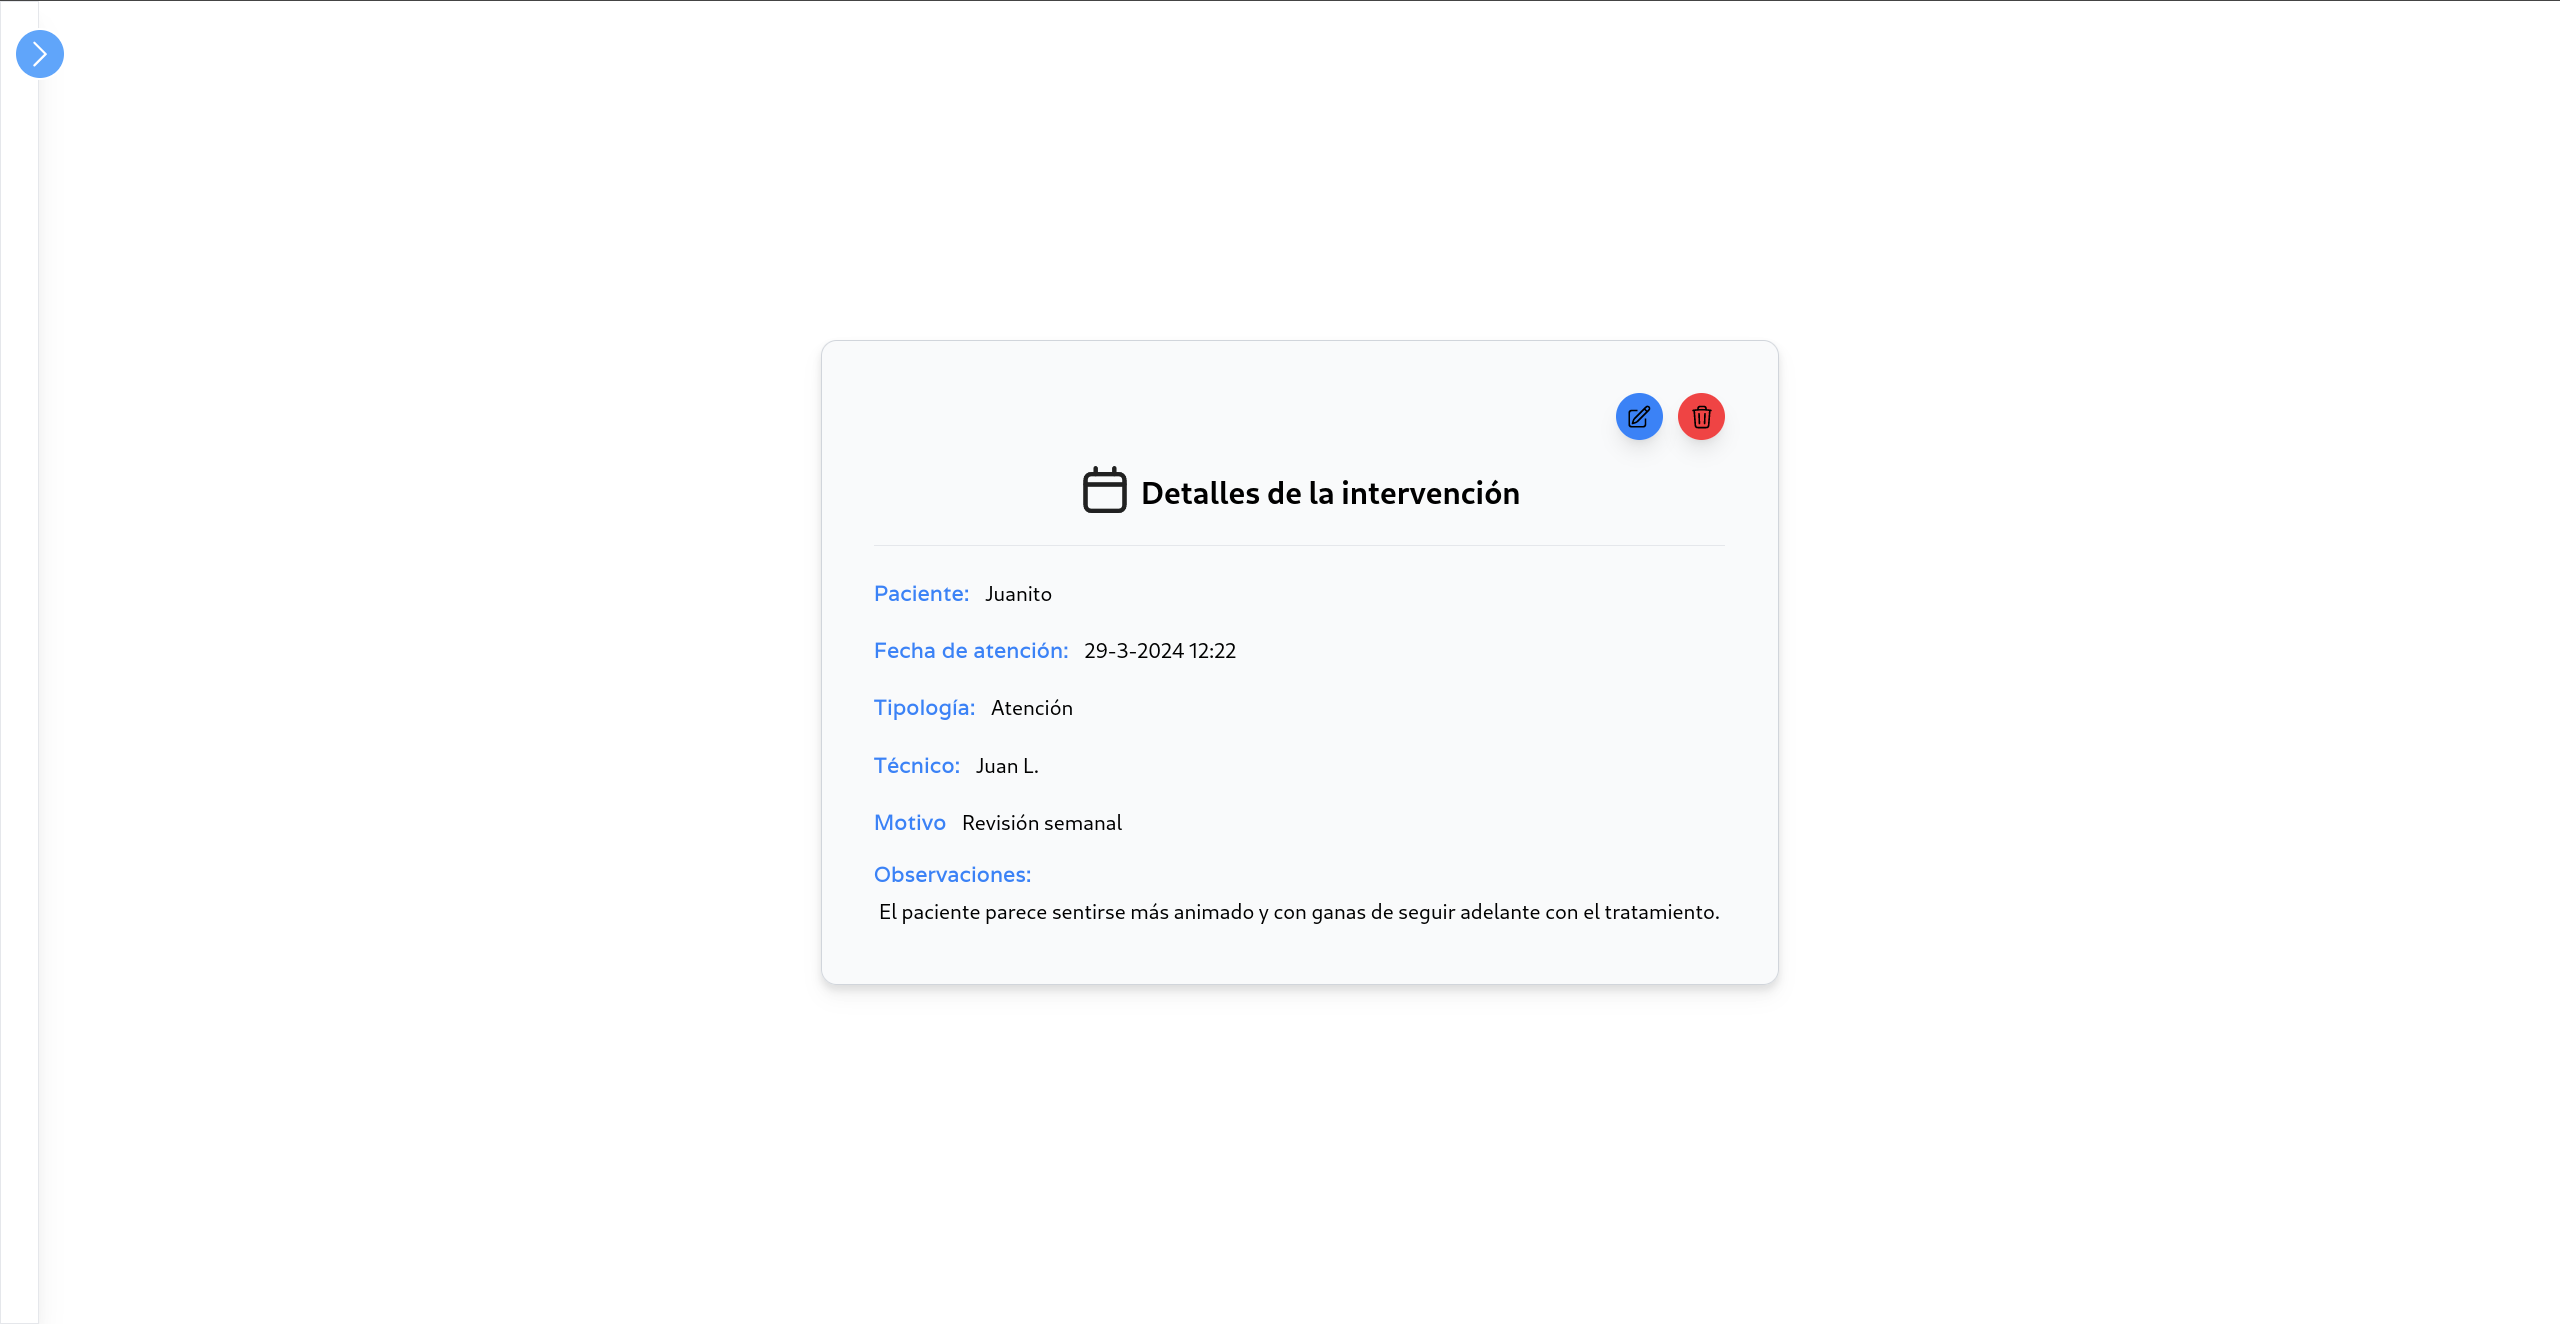 Detalles de la intervención
Paciente: Juanito
Fecha de atención: 29-3-2024 12:22
Tipología: Atención
Técnico: Juan L.
Motivo Revisión semanal
Observaciones:
El paciente parece sentirse más animado y con ganas de seguir adelante con el tratamiento.